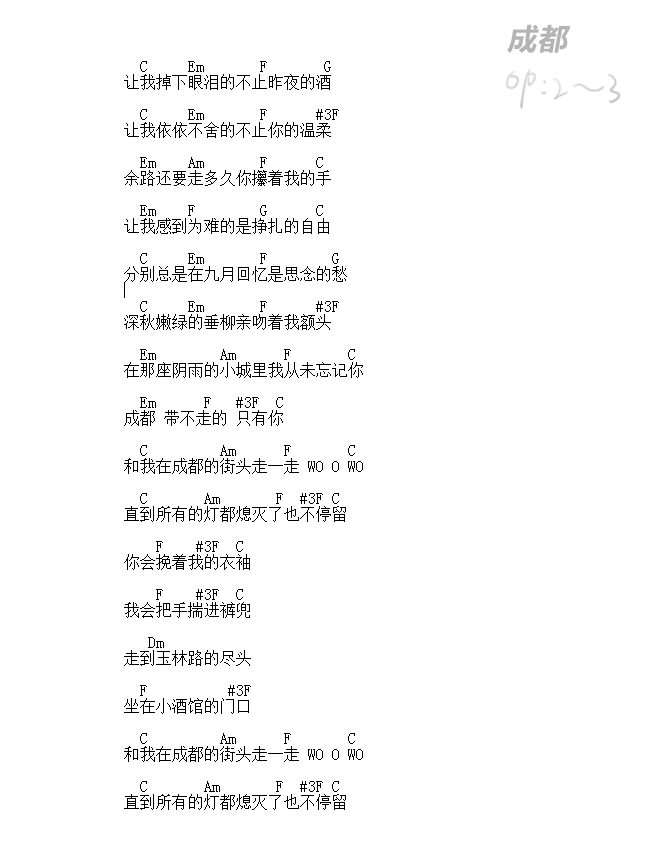 成都
op:2~3
C Em F G
让我掉下眼泪的不止昨夜的酒
C Em F #3F
让我依依不舍的不止你的温柔
Em Am F C
余路还要走多久你攥着我的手
Em F G C
让我感到为难的是挣扎的自由
C Em F G
分别总是在九月回忆是思念的愁
C Em F #3F
深秋嫩绿的垂柳亲吻着我额头
Em Am F C
在那座阴雨的小城里我从未忘记你
Em F #3F C
成都 带不走的 只有你
C Am F C
和我在成都的街头走一走 WO O WO
C Am F #3F C
直到所有的灯都熄灭了也不停留
F #3F C
你会挽着我的衣袖
F #3F C
我会把手揣进裤兜
Dm
走到玉林路的尽头
F #3F
坐在小酒馆的门口
C Am F C
和我在成都的街头走一走 WO O WO
C Am F #3F C
直到所有的灯都熄灭了也不停留